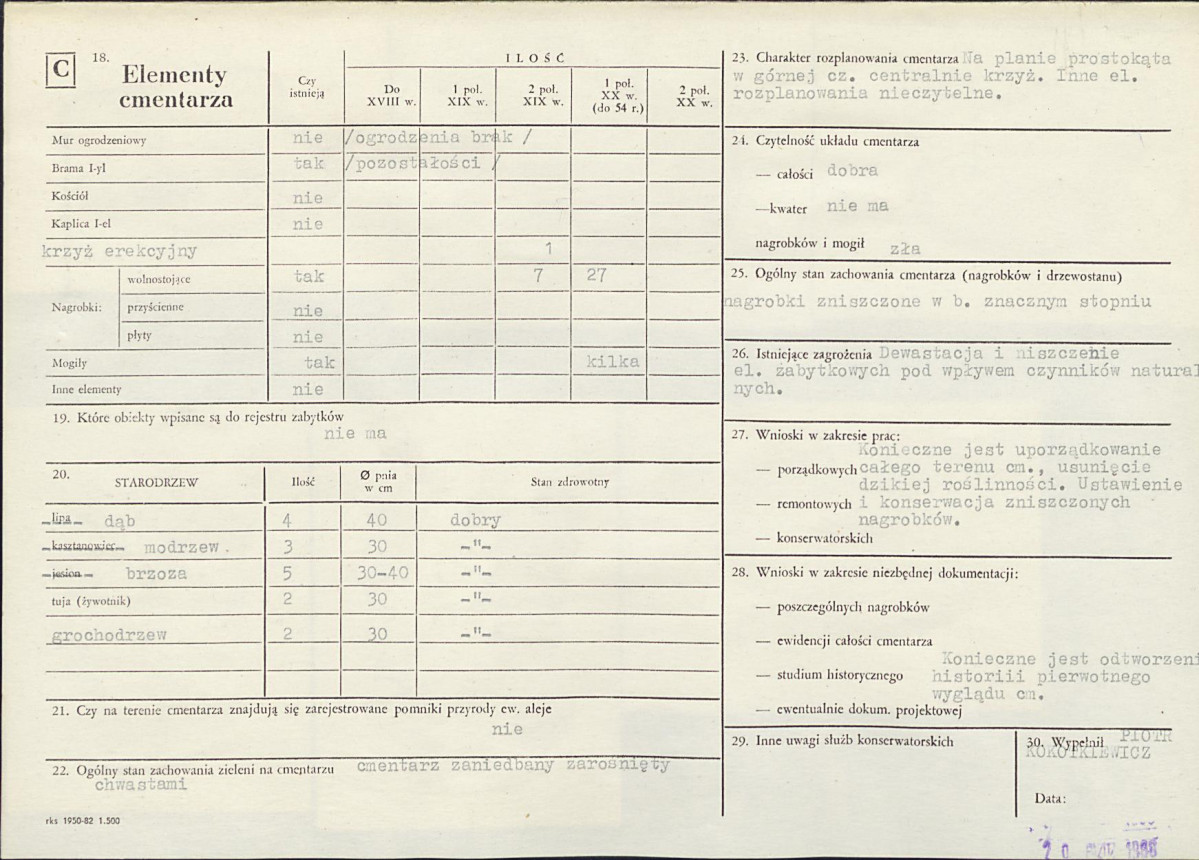 C
18. Elementy cmentarza
Czy istnieją
ILOŚĆ
Do XVIII w.
1 poł. XIX w.
2 poł. XIX w.
1 poł. XX w. (do 54 r.)
2 poł. XX w.
Mur ogrodzeniowy nie /ogrodzenia brak /
Brama I-yl tak /pozostałości /
Kościół nie
Kaplica I-el nie
krzyż erekcyjny 1
Nagrobki:
wolnostojące tak 7 27
przyścienne nie
płyty nie
Mogiły tak kilka
Inne elementy nie
19. Które obiekty wpisane są do rejestru zabytków
nie ma
20. STARODRZEW Ilość Ø pnia w cm Stan zdrowotny
lipa dąb 4 40 dobry
kasztanowiec modrzew . 3 30 -"-
jesion brzoza 5 30-40 -"-
tuja (żywotnik) 2 30 -"-
grochodrzew 2 30 -"-
21. Czy na terenie cmentarza znajdują się zarejestrowane pomniki przyrody ew. aleje
nie
22. Ogólny stan zachowania zieleni na cmentarzu cmentarz zaniedbany zarośnięty
chwastami
rks 1950-82 1.500
23. Charakter rozplanowania cmentarza Na planie prostokąta
w górnej cz. centralnie krzyż. Inne el.
rozplanowania nieczytelne.
24. Czytelność układu cmentarza
— całości dobra
—kwater nie ma
nagrobków i mogił zła
25. Ogólny stan zachowania cmentarza (nagrobków i drzewostanu)
nagrobki zniszczone w b. znacznym stopniu
26. Istniejące zagrożenia Dewastacja i niszczenie
el. zabytkowych pod wpływem czynników natural
nych.
27. Wnioski w zakresie prac:
Konieczne jest uporządkowanie
— porządkowych całego terenu cm., usunięcie
dzikiej roślinności. Ustawienie
— remontowych i konserwacja zniszczonych
nagrobków.
— konserwatorskich
28. Wnioski w zakresie niezbędnej dokumentacji:
— poszczególnych nagrobków
— ewidencji całości cmentarza
Konieczne jest odtworzeni
— studium historycznego historiii pierwotnego
wyglądu cm.
— ewentualnie dokum. projektowej
29. Inne uwagi służb konserwatorskich
30. Wypełnił PIOTR
KOKOTKIEWICZ
Data: